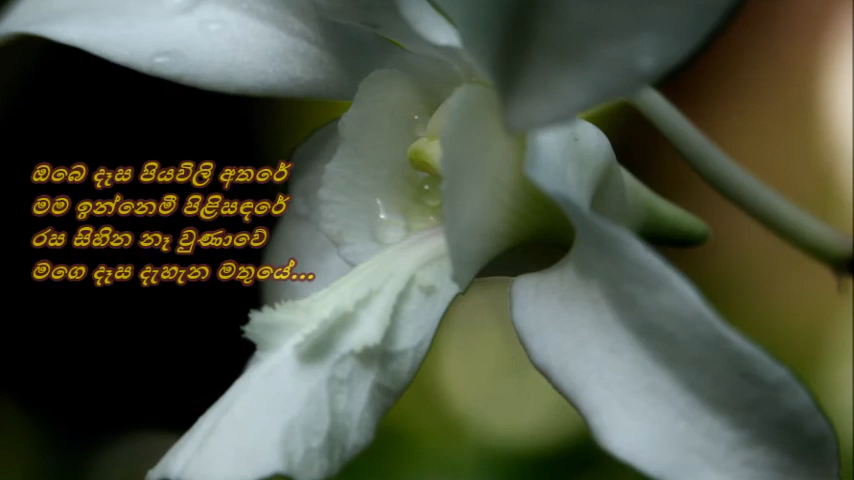 ඔබෙ දෑස පියවිලි අතරේ
මම ඉන්නෙමී පිළිසඳරේ
රස සිහින නෑ වුණාවේ
මගෙ දෑස දැහැන මතුයේ...